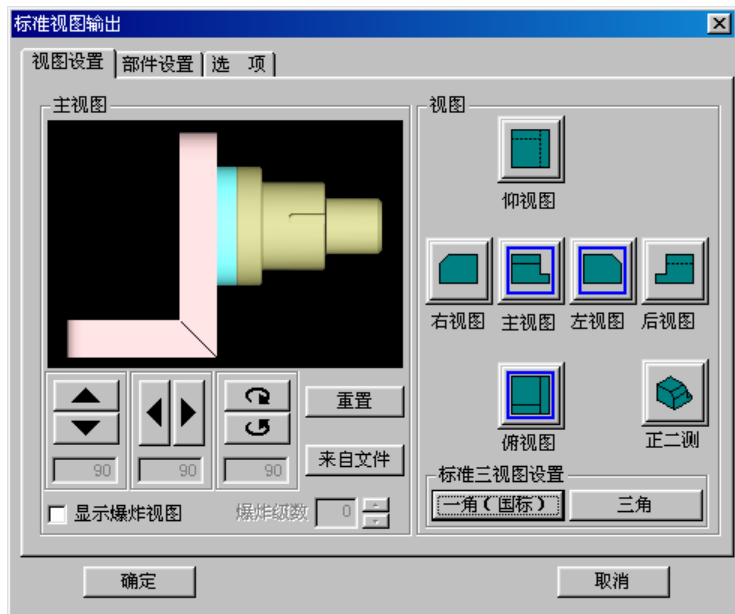 标准视图输出
视图设置 部件设置 选 项
主视图
视图
仰视图
右视图 主视图 左视图 后视图
俯视图 正二测
重置
来自文件
90 90 90
显示爆炸视图 爆炸级数 0
标准三视图设置
一角(国标) 三角
确定 取消